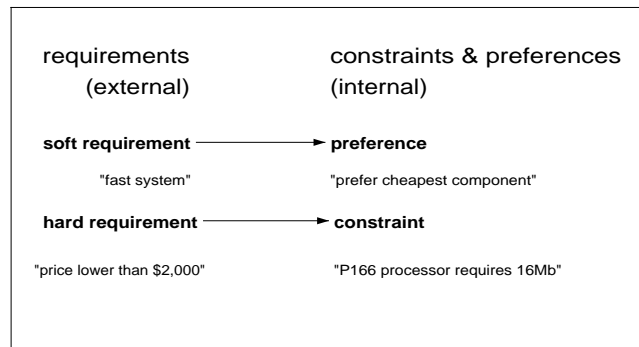 requirements constraints & preferences
(external) (internal)
soft requirement preference
"fast system" "prefer cheapest component"
hard requirement constraint
"price lower than $2,000" "P166 processor requires 16Mb"